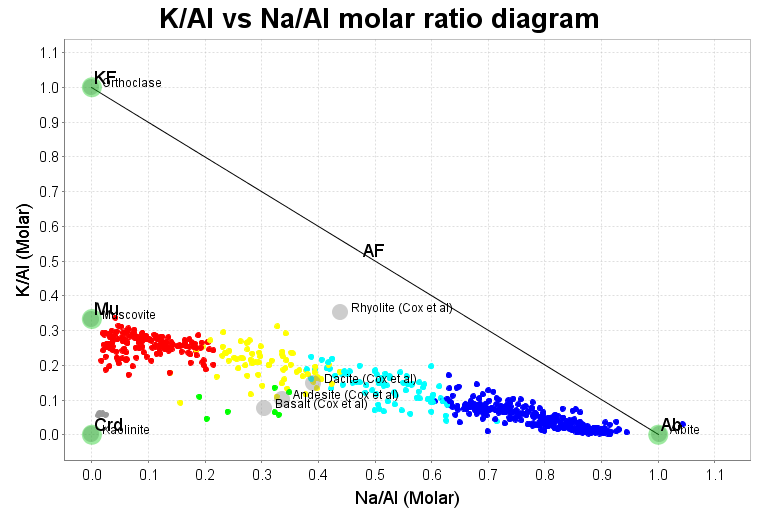 K/Al vs Na/Al molar ratio diagram
1.1
1.0
0.9
0.8
0.7
0.6
0.5
0.4
0.3
0.2
0.1
0.0
K/Al (Molar)
KF
Orthoclase
AF
Mu
Muscovite
Rhyolite (Cox et al)
Dacite (Cox et al)
Andesite (Cox et al)
Basalt (Cox et al)
Crd
Kaolinite
Ab
Albite
0.0 0.1 0.2 0.3 0.4 0.5 0.6 0.7 0.8 0.9 1.0 1.1
Na/Al (Molar)